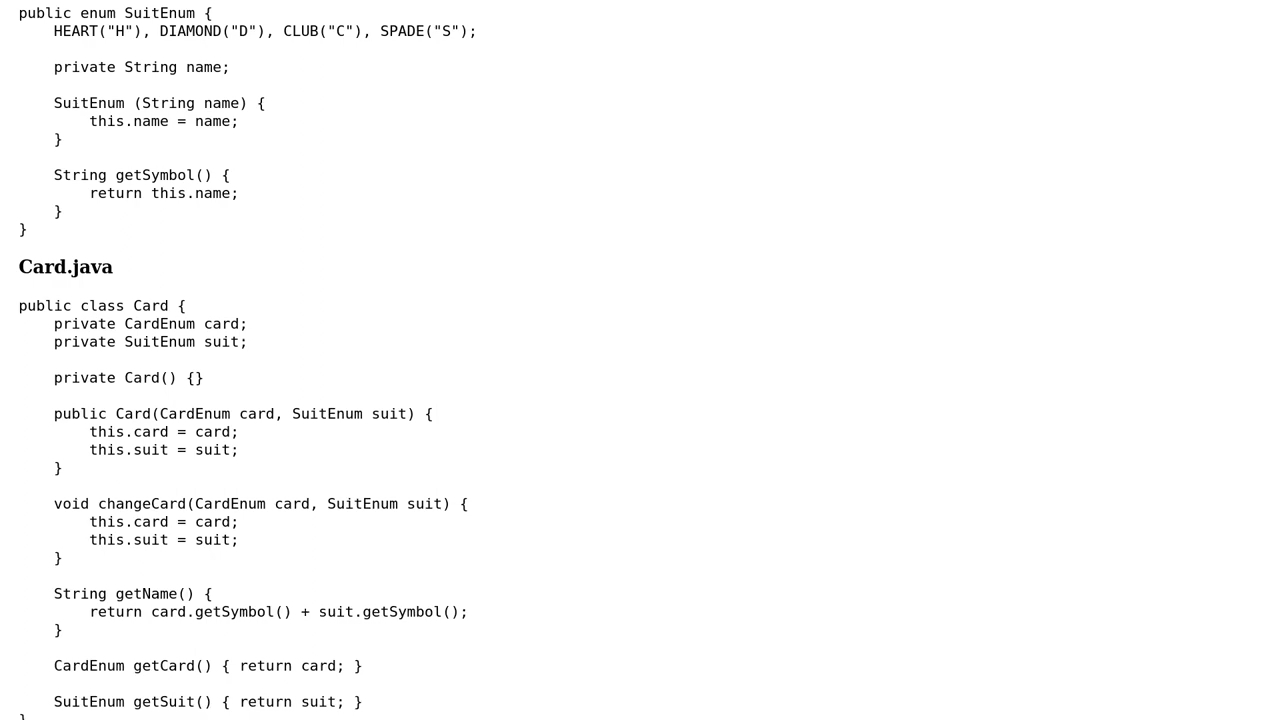 public enum SuitEnum {
    HEART("H"), DIAMOND("D"), CLUB("C"), SPADE("S");
    private String name;
    SuitEnum (String name) {
        this.name = name;
    }
    String getSymbol() {
        return this.name;
    }
}
Card.java
public class Card {
    private CardEnum card;
    private SuitEnum suit;
    private Card() {}
    public Card(CardEnum card, SuitEnum suit) {
        this.card = card;
        this.suit = suit;
    }
    void changeCard(CardEnum card, SuitEnum suit) {
        this.card = card;
        this.suit = suit;
    }
    String getName() {
        return card.getSymbol() + suit.getSymbol();
    }
    CardEnum getCard() { return card; }
    SuitEnum getSuit() { return suit; }
}